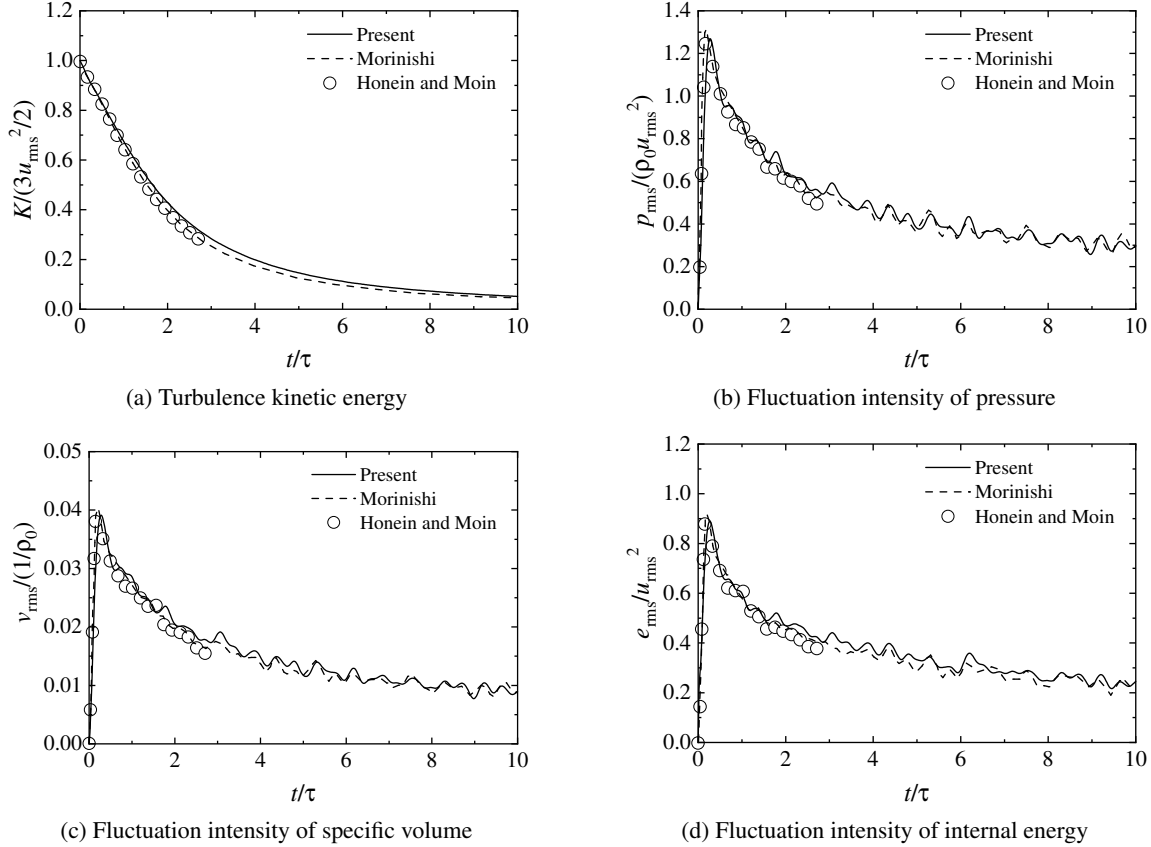 1.2
1.0
0.8
0.6
0.4
0.2
0.0
K/(3u_rms^2/2)
Present
Morinishi
Honein and Moin
0 2 4 6 8 10
t/τ
(a) Turbulence kinetic energy
1.4
1.2
1.0
0.8
0.6
0.4
0.2
0.0
p_rms/(ρ_0u_rms^2)
Present
Morinishi
Honein and Moin
0 2 4 6 8 10
t/τ
(b) Fluctuation intensity of pressure
0.05
0.04
0.03
0.02
0.01
0.00
v_rms/(1/ρ_0)
Present
Morinishi
Honein and Moin
0 2 4 6 8 10
t/τ
(c) Fluctuation intensity of specific volume
1.2
1.0
0.8
0.6
0.4
0.2
0.0
e_rms/u_rms^2
Present
Morinishi
Honein and Moin
0 2 4 6 8 10
t/τ
(d) Fluctuation intensity of internal energy